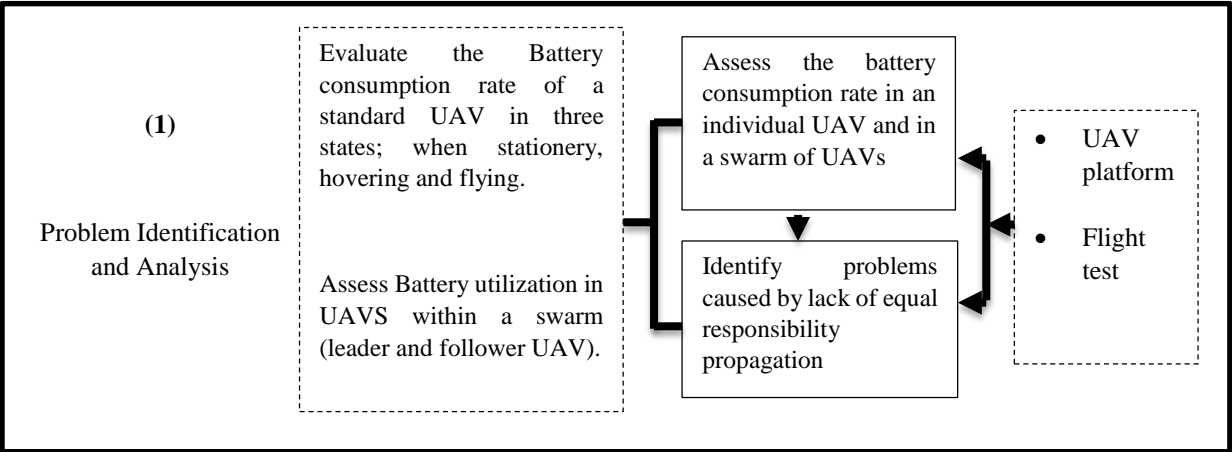 (1)
Problem Identification
and Analysis
Evaluate the Battery
consumption rate of a
standard UAV in three
states; when stationery,
hovering and flying.
Assess Battery utilization in
UAVS within a swarm
(leader and follower UAV).
Assess the battery
consumption rate in an
individual UAV and in
a swarm of UAVs
Identify problems
caused by lack of equal
responsibility
propagation
• UAV
platform
• Flight
test